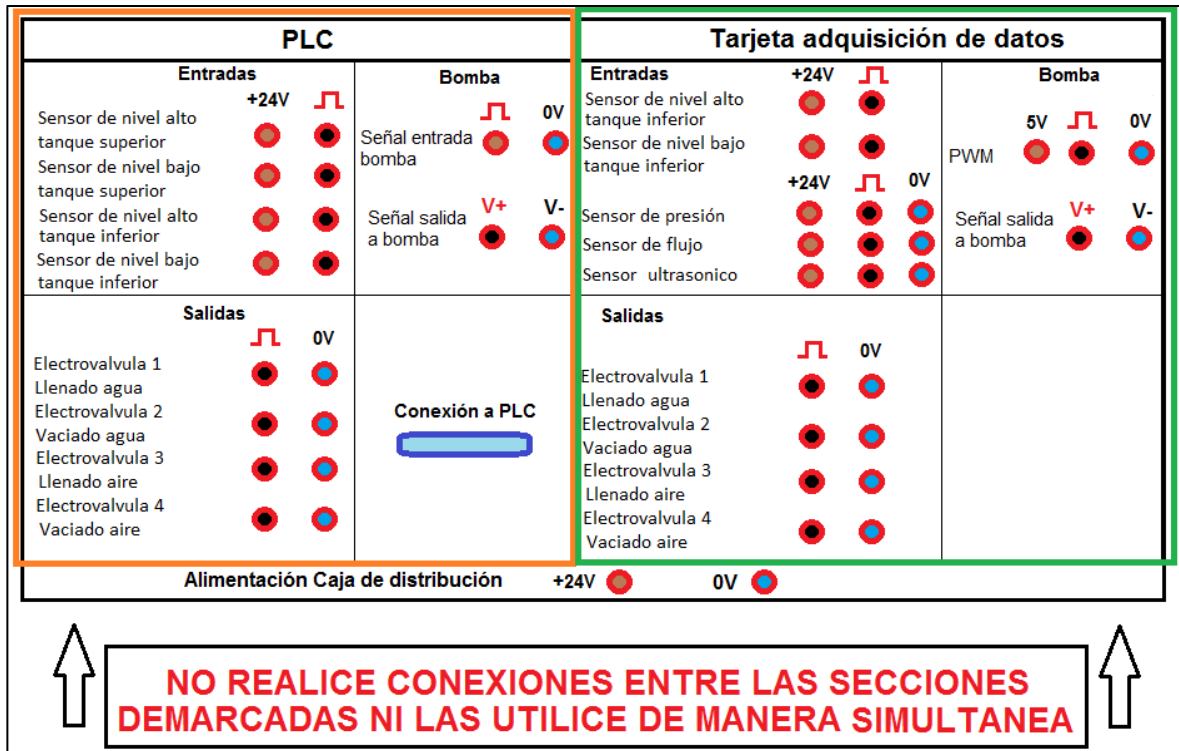 PLC
Entradas
+24V
Sensor de nivel alto
tanque superior
Sensor de nivel bajo
tanque superior
Sensor de nivel alto
tanque inferior
Sensor de nivel bajo
tanque inferior
Bomba
0V
Señal entrada
bomba
V+ V-
Señal salida
a bomba
Salidas
0V
Electrovalvula 1
Llenado agua
Electrovalvula 2
Vaciado agua
Electrovalvula 3
Llenado aire
Electrovalvula 4
Vaciado aire
Conexión a PLC
Tarjeta adquisición de datos
Entradas +24V
Sensor de nivel alto
tanque inferior
Sensor de nivel bajo
tanque inferior
+24V 0V
Sensor de presión
Sensor de flujo
Sensor ultrasonico
Bomba
5V 0V
PWM
V+ V-
Señal salida
a bomba
Salidas
0V
Electrovalvula 1
Llenado agua
Electrovalvula 2
Vaciado agua
Electrovalvula 3
Llenado aire
Electrovalvula 4
Vaciado aire
Alimentación Caja de distribución +24V 0V
NO REALICE CONEXIONES ENTRE LAS SECCIONES
DEMARCADAS NI LAS UTILICE DE MANERA SIMULTANEA